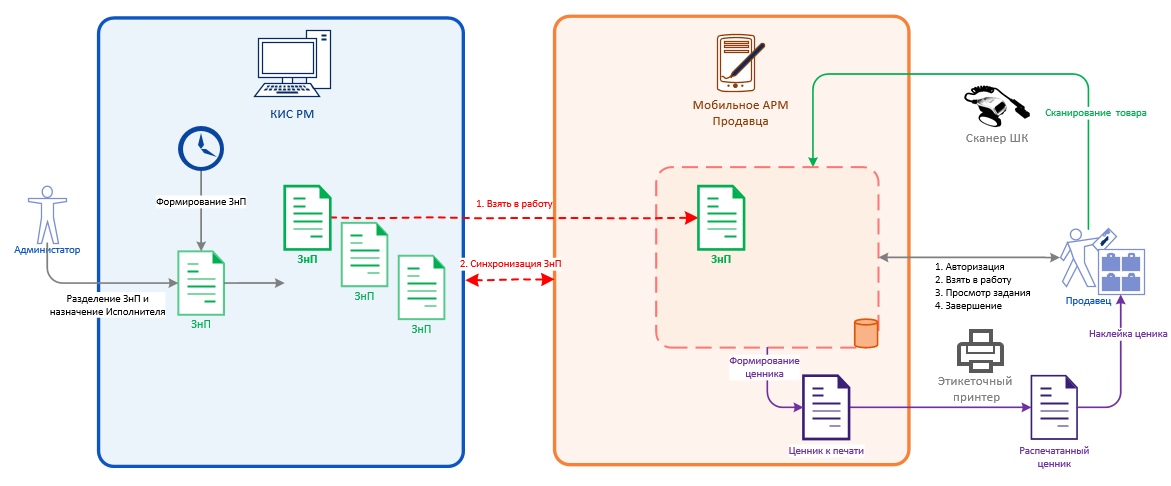 КИС РМ
Мобильное АРМ
Продавца
Сканирование товара
Сканер ШК
Формирование ЗнП
Администратор
ЗнП
1. Взять в работу
ЗнП
2. Синхронизация ЗнП
ЗнП
ЗнП
ЗнП
Разделение ЗнП и
назначение Исполнителя
1. Авторизация
2. Взять в работу
3. Просмотр задания
4. Завершение
Продавец
Наклейка ценика
Формирование
ценника
Этикеточный
принтер
Ценник к печати
Распечатанный
ценник